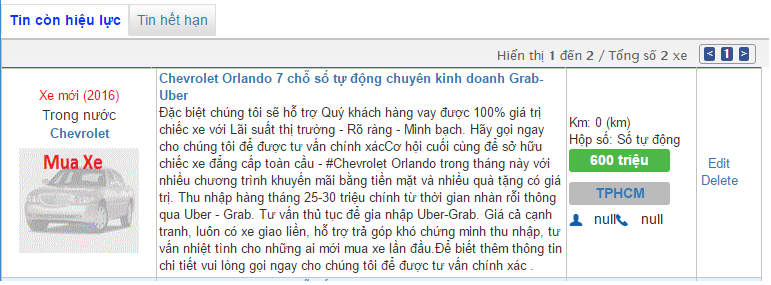 Tin còn hiệu lực
Tin hết hạn
Hiển thị 1 đến 2 / Tổng số 2 xe
< 1 >
Xe mới (2016)
Trong nước
Chevrolet
Mua Xe
Chevrolet Orlando 7 chỗ số tự động chuyên kinh doanh Grab-
Uber
Đặc biệt chúng tôi sẽ hỗ trợ Quý khách hàng vay được 100% giá trị
chiếc xe với Lãi suất thị trường - Rõ ràng - Minh bạch. Hãy gọi ngay
cho chúng tôi để được tư vấn chính xácCơ hội cuối cùng để sở hữu
chiếc xe đẳng cấp toàn cầu - #Chevrolet Orlando trong tháng này với
nhiều chương trình khuyến mãi bằng tiền mặt và nhiều quà tặng có giá
trị. Thu nhập hàng tháng 25-30 triệu chính từ thời gian nhàn rỗi thông
qua Uber - Grab. Tư vấn thủ tục để gia nhập Uber-Grab. Giá cả cạnh
tranh, luôn có xe giao liền, hỗ trợ trả góp khó chứng minh thu nhập, tư
vấn nhiệt tình cho những ai mới mua xe lần đầu.Để biết thêm thông tin
chi tiết vui lòng gọi ngay cho chúng tôi để được tư vấn chính xác .
Km: 0 (km)
Hộp số: Số tự động
600 triệu
TPHCM
null null
Edit
Delete